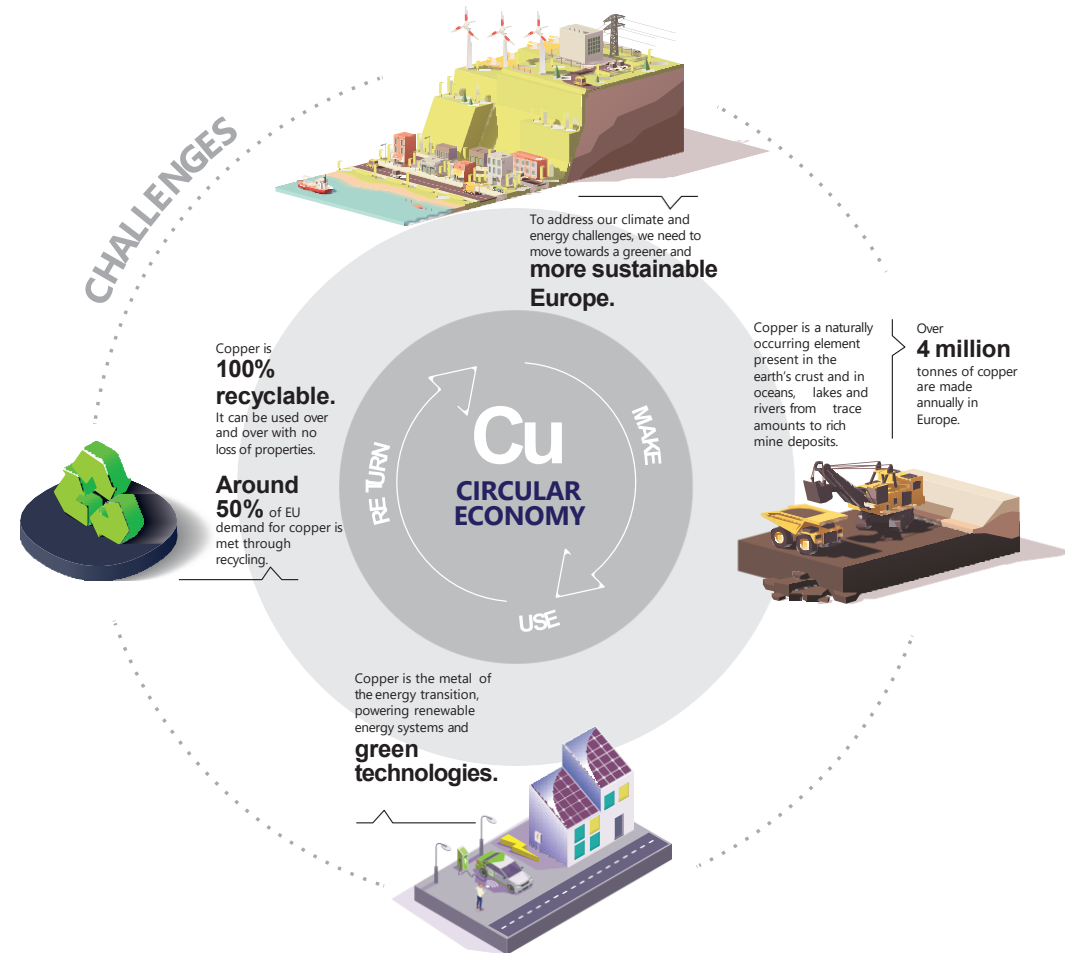 CHALLENGES
To address our climate and
energy challenges, we need to
move towards a greener and
more sustainable
Europe.
Copper is a naturally
occurring element
present in the
earth's crust and in
oceans, lakes and
rivers from trace
amounts to rich
mine deposits.
Over
4 million
tonnes of copper
are made
annually in
Europe.
Copper is
100%
recyclable.
It can be used over
and over with no
loss of properties.
Around
50% of EU
demand for copper is
met through
recycling.
Cu
CIRCULAR
ECONOMY
MAKE
USE
RETURN
Copper is the metal of
the energy transition,
powering renewable
energy systems and
green
technologies.